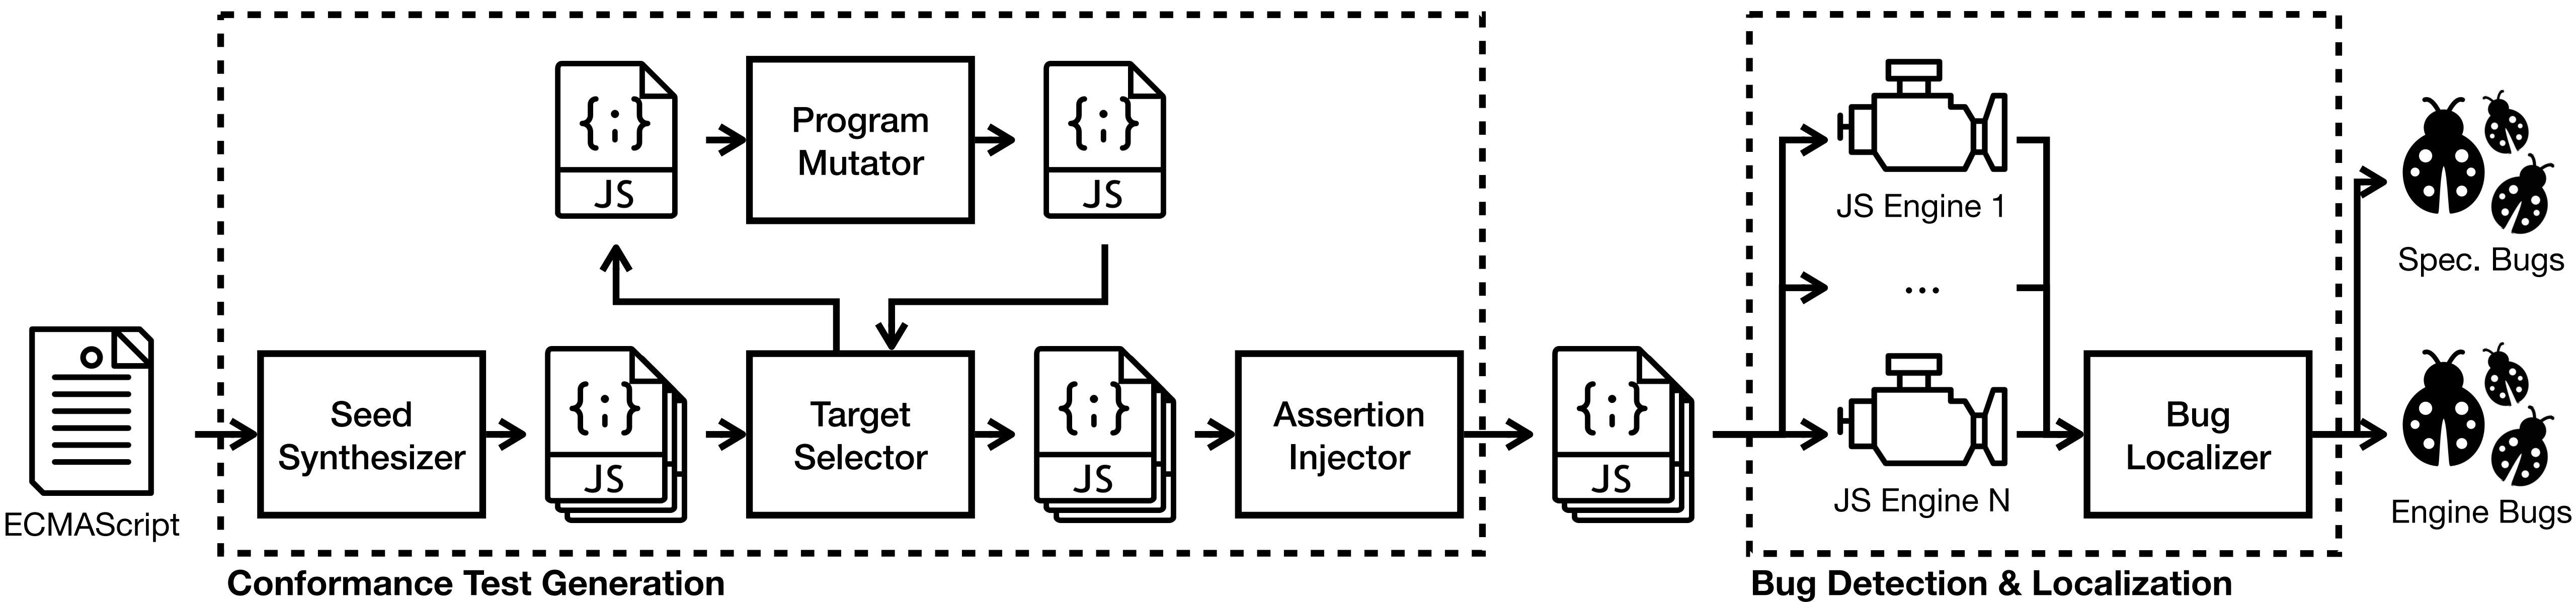 {;}
JS
Program
Mutator
{;}
JS
JS Engine 1
Spec. Bugs
...
ECMAScript
Seed
Synthesizer
{;}
JS
Target
Selector
{;}
JS
Assertion
Injector
{;}
JS
JS Engine N
Bug
Localizer
Engine Bugs
Conformance Test Generation
Bug Detection & Localization